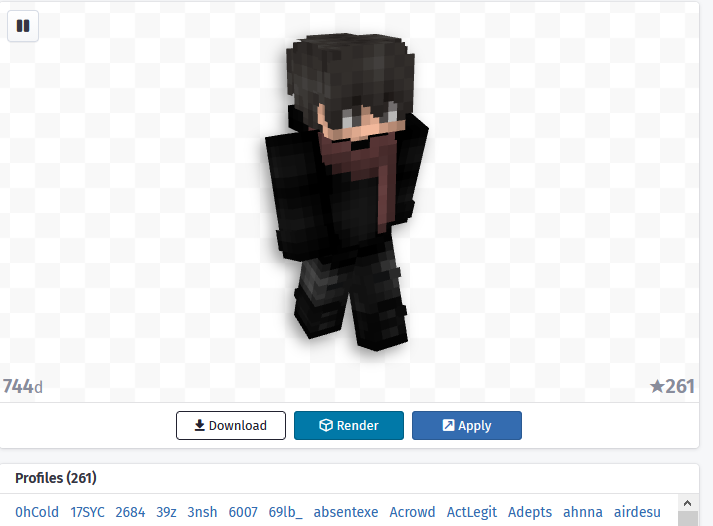 744d
★261
Download Render Apply
Profiles (261)
0hCold 17SYC 2684 39z 3nsh 6007 69lb_ absentexe Acrowd ActLegit Adepts ahnna airdesu